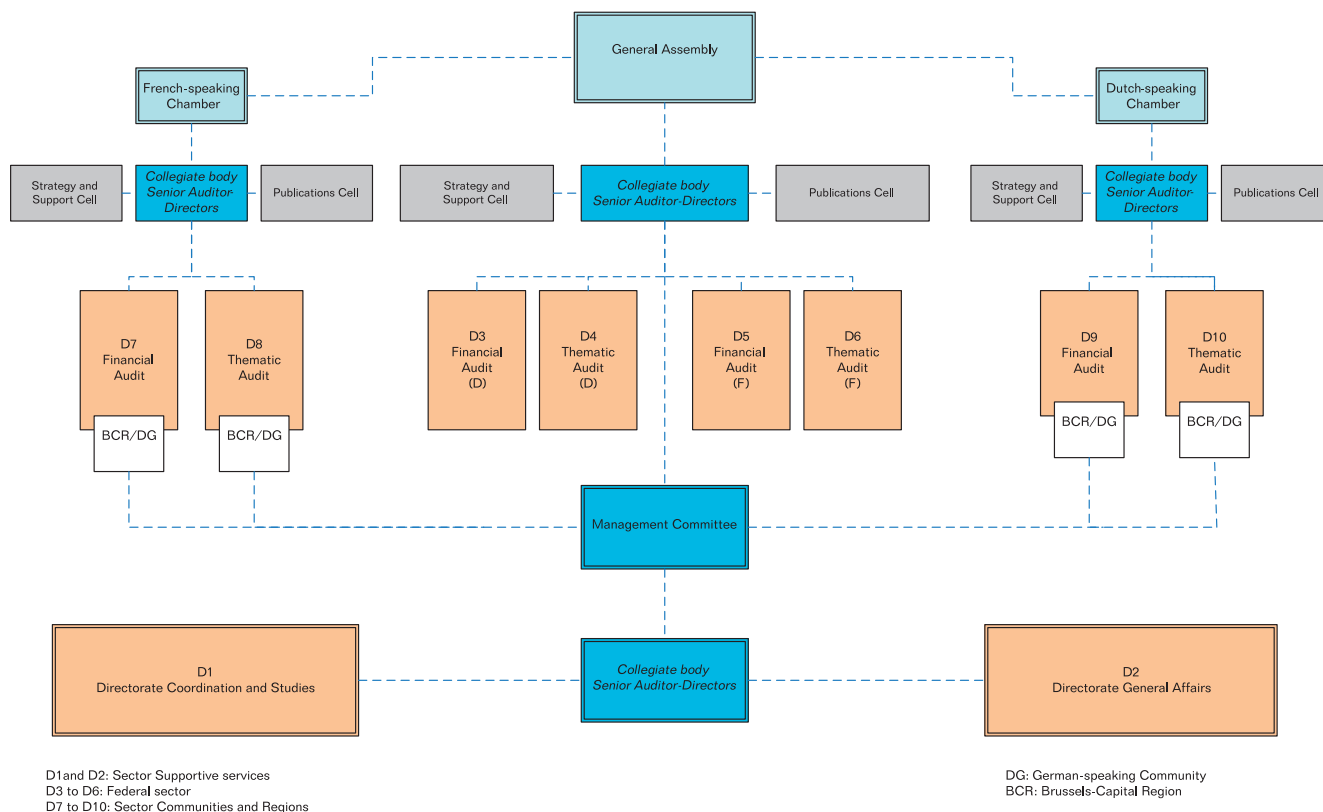 General Assembly
French-speaking
Chamber
Dutch-speaking
Chamber
Strategy and
Support Cell
Collegiate body
Senior Auditor-
Directors
Publications Cell
Strategy and
Support Cell
Collegiate body
Senior Auditor-Directors
Publications Cell
Strategy and
Support Cell
Collegiate body
Senior Auditor-
Directors
Publications Cell
D7
Financial
Audit
BCR/DG
D8
Thematic
Audit
BCR/DG
D3
Financial
Audit
(D)
D4
Thematic
Audit
(D)
D5
Financial
Audit
(F)
D6
Thematic
Audit
(F)
D9
Financial
Audit
BCR/DG
D10
Thematic
Audit
BCR/DG
Management Committee
D1
Directorate Coordination and Studies
Collegiate body
Senior Auditor-Directors
D2
Directorate General Affairs
D1and D2: Sector Supportive services
D3 to D6: Federal sector
D7 to D10: Sector Communities and Regions
DG: German-speaking Community
BCR: Brussels-Capital Region